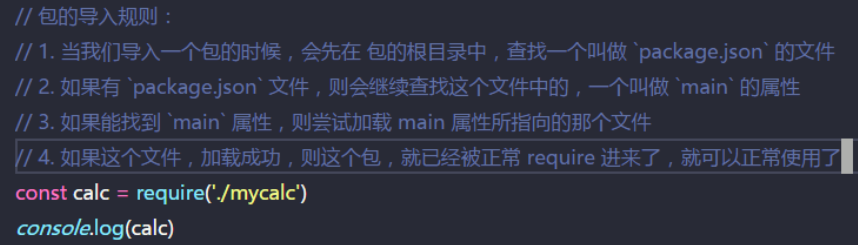 // 包的导入规则：
// 1. 当我们导入一个包的时候，会先在 包的根目录中，查找一个叫做 `package.json` 的文件
// 2. 如果有 `package.json` 文件，则会继续查找这个文件中的，一个叫做 `main` 的属性
// 3. 如果能找到 `main` 属性，则尝试加载 main 属性所指向的那个文件
// 4. 如果这个文件，加载成功，则这个包，就已经被正常 require 进来了，就可以正常使用了
const calc = require('./mycalc')
console.log(calc)